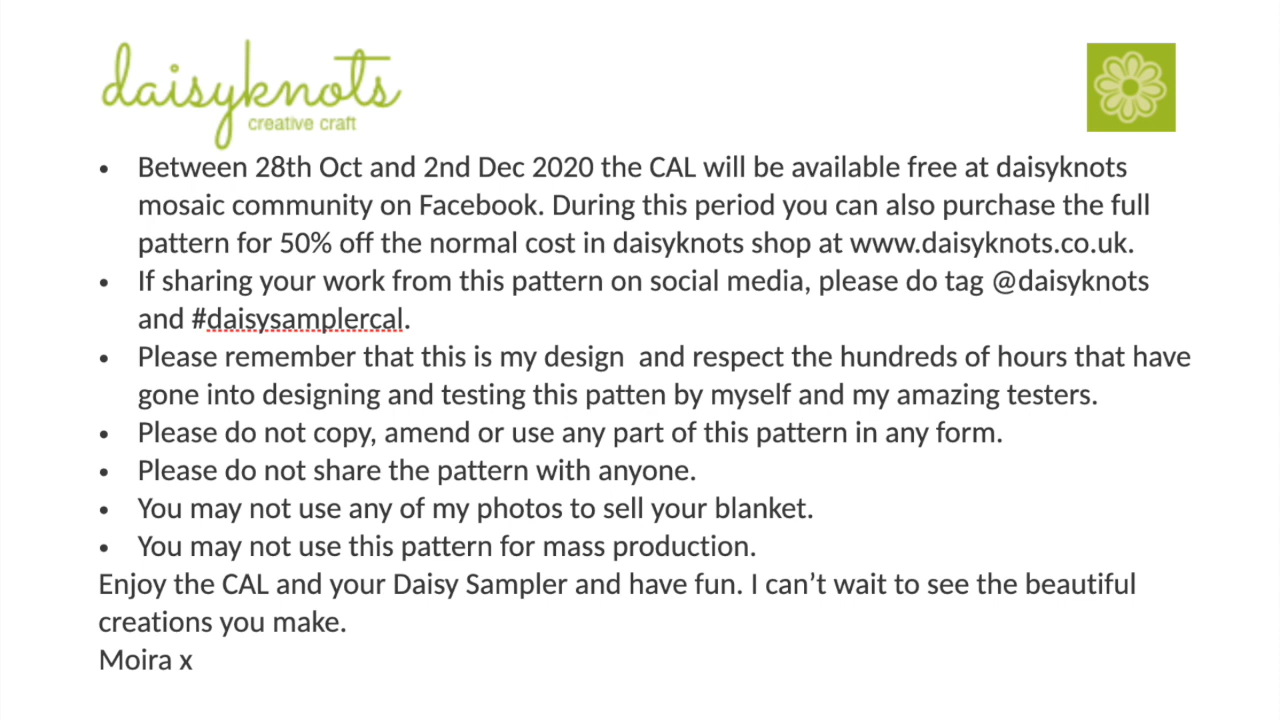 daisyknots
creative craft
• Between 28th Oct and 2nd Dec 2020 the CAL will be available free at daisyknots
mosaic community on Facebook. During this period you can also purchase the full
pattern for 50% off the normal cost in daisyknots shop at www.daisyknots.co.uk.
• If sharing your work from this pattern on social media, please do tag @daisyknots
and #daisysamplercal.
• Please remember that this is my design  and respect the hundreds of hours that have
gone into designing and testing this patten by myself and my amazing testers.
• Please do not copy, amend or use any part of this pattern in any form.
• Please do not share the pattern with anyone.
• You may not use any of my photos to sell your blanket.
• You may not use this pattern for mass production.
Enjoy the CAL and your Daisy Sampler and have fun. I can’t wait to see the beautiful
creations you make.
Moira x